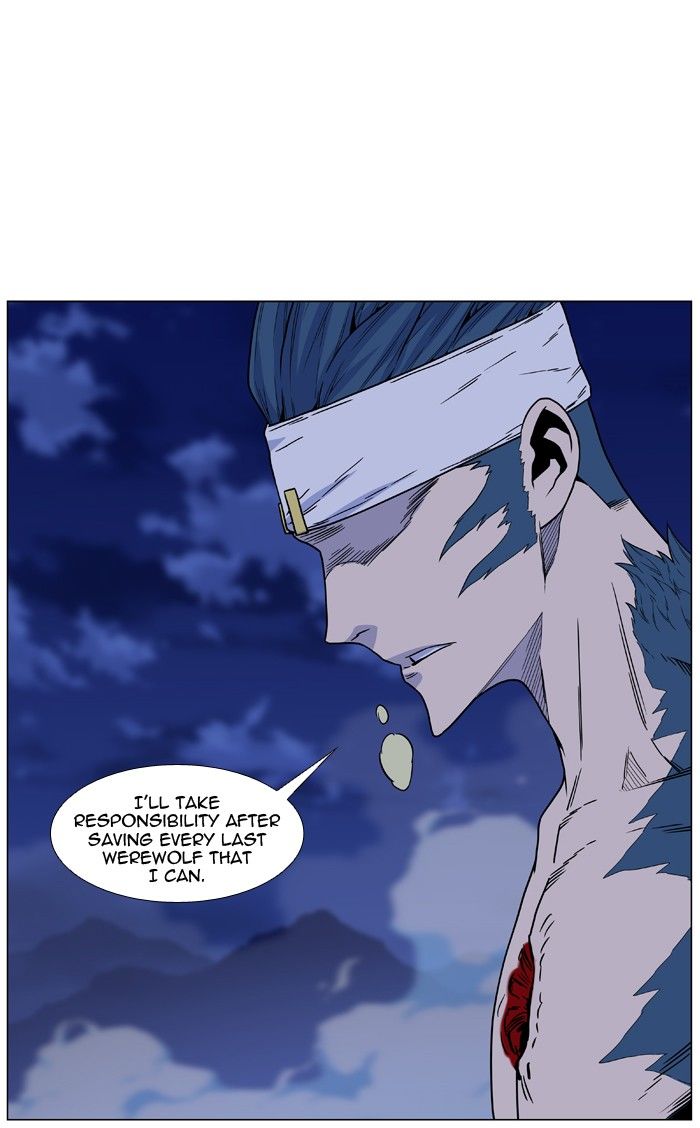 I'LL TAKE
RESPONSIBILITY AFTER
SAVING EVERY LAST
WEREWOLF THAT
I CAN.